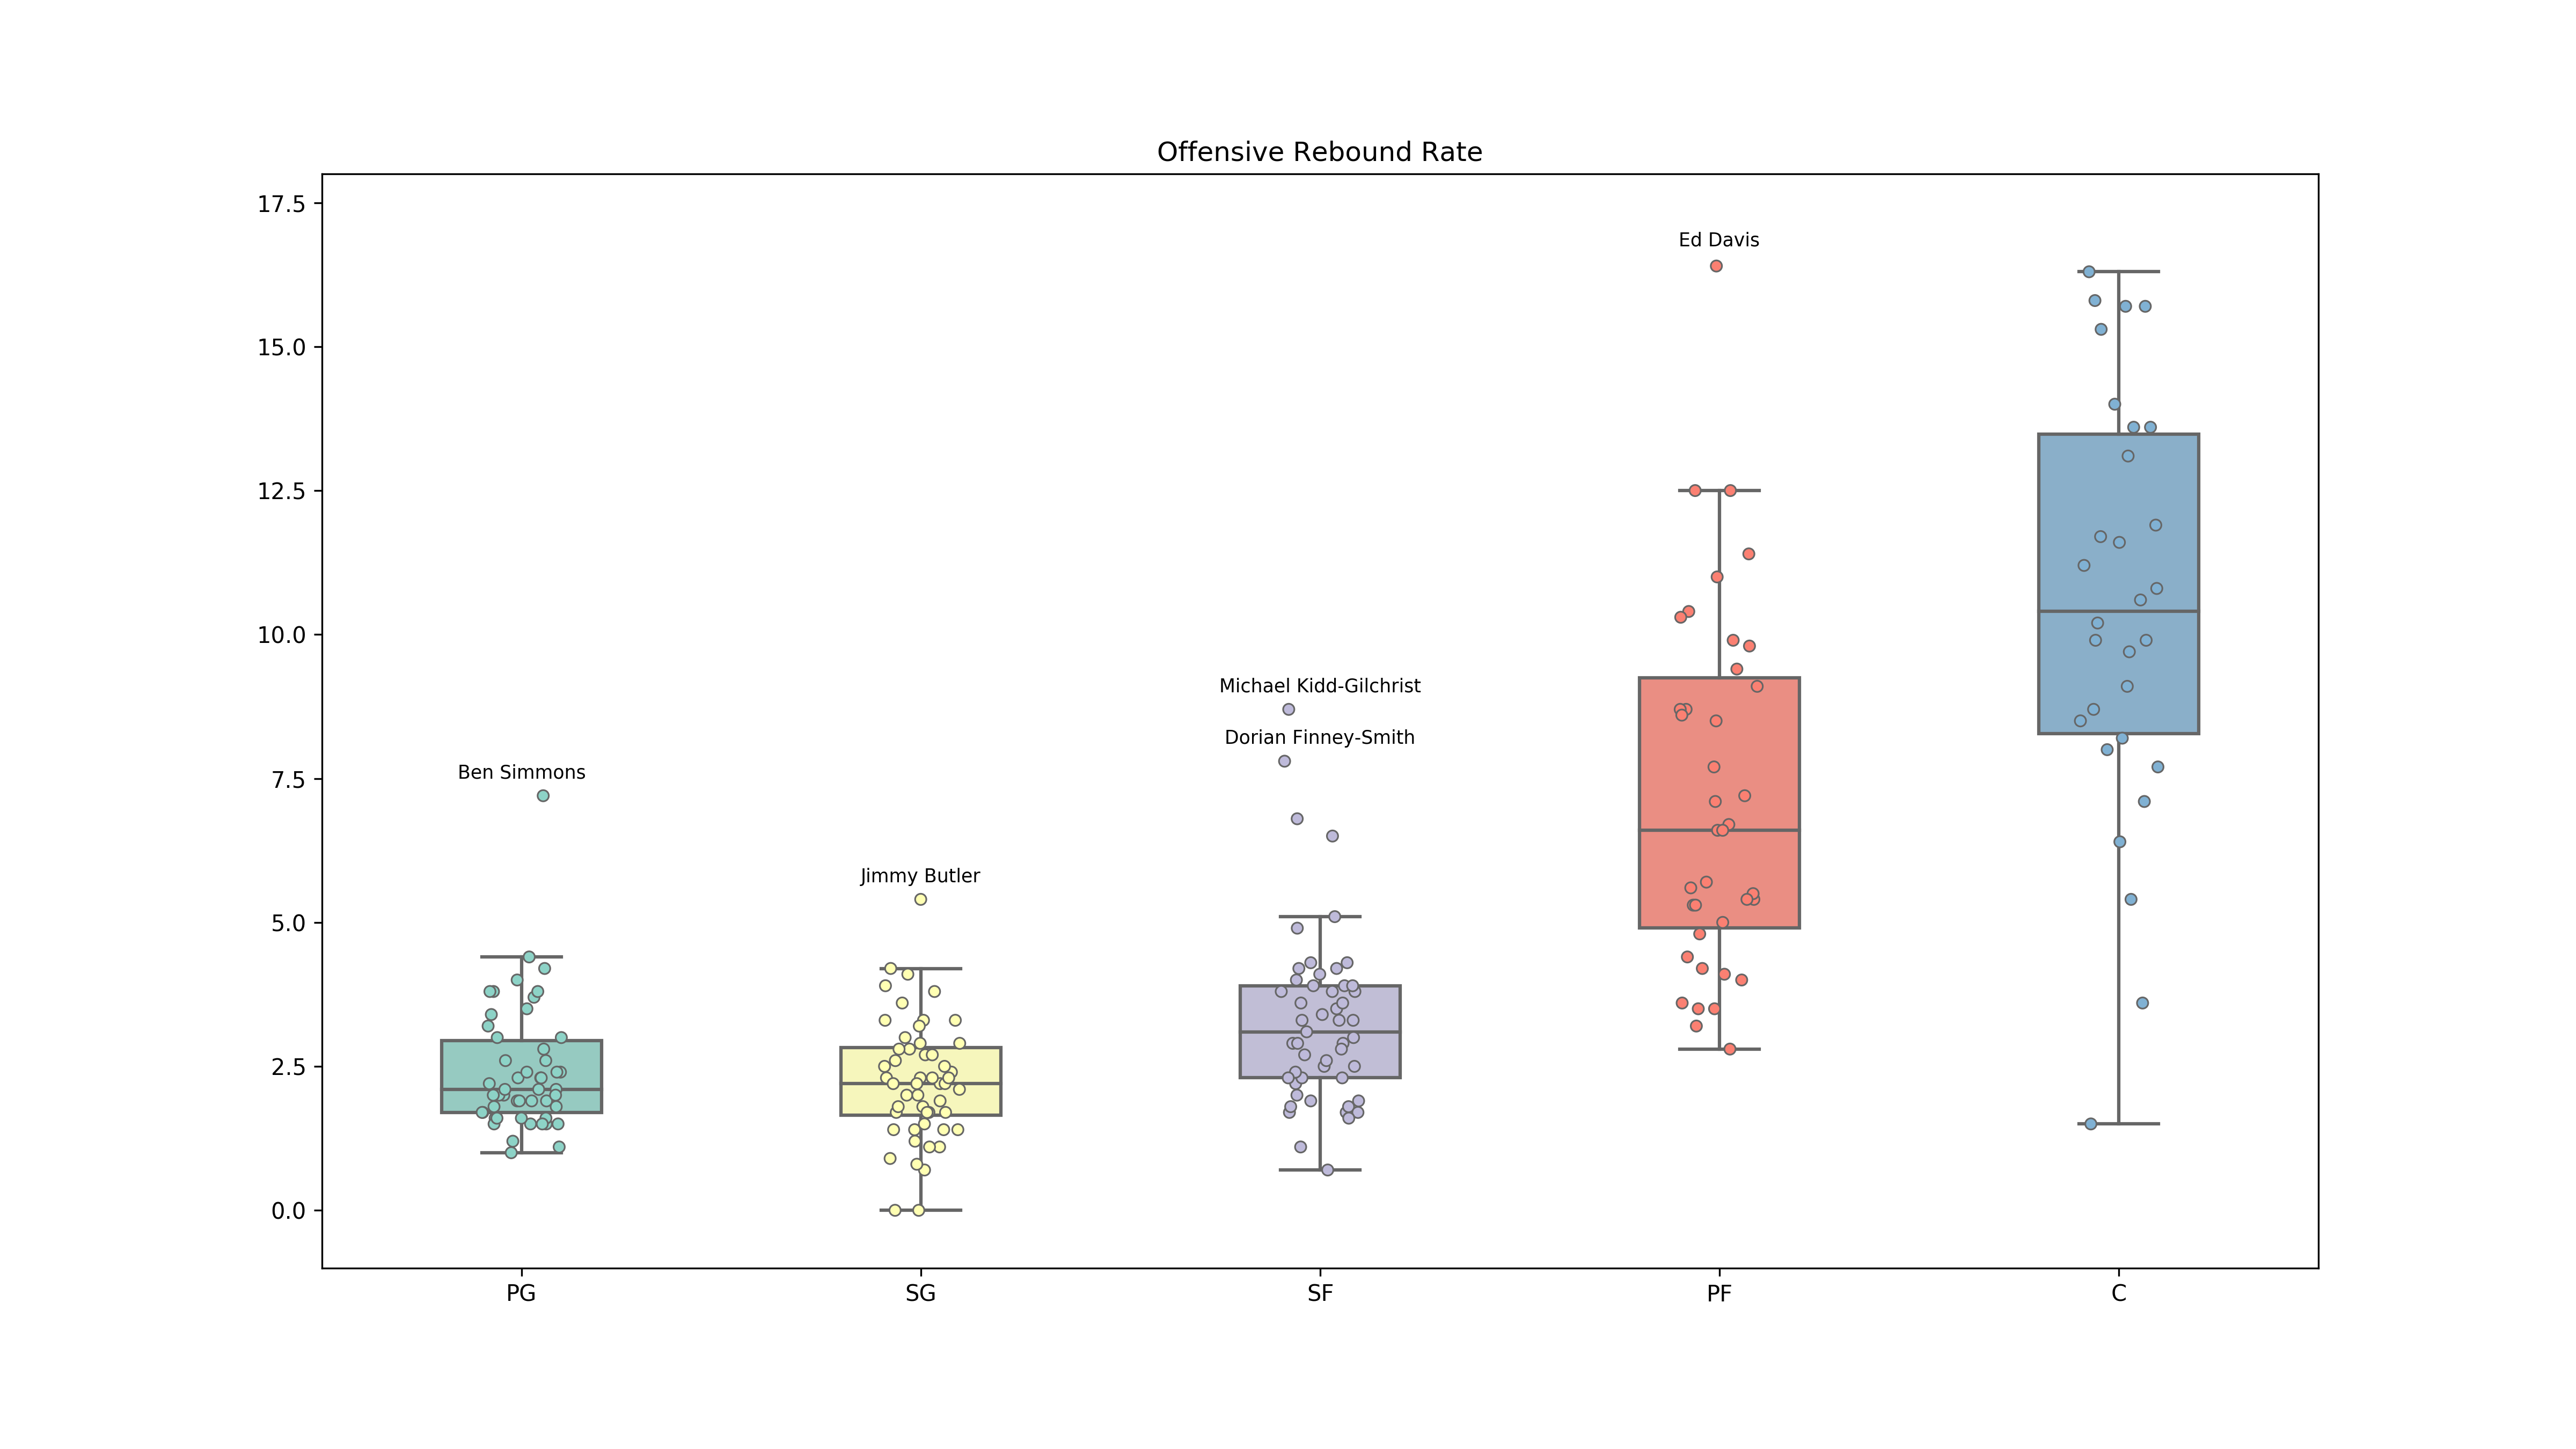 Offensive Rebound Rate
17.5
15.0
12.5
10.0
7.5
5.0
2.5
0.0
Ed Davis
Michael Kidd-Gilchrist
Dorian Finney-Smith
Ben Simmons
Jimmy Butler
PG SG SF PF C